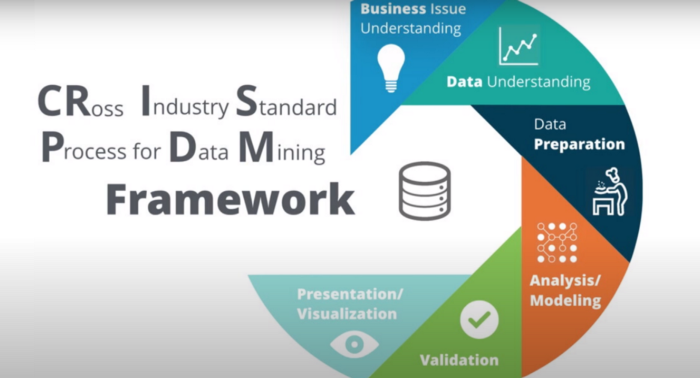 CRoss Industry Standard
Process for Data Mining
Framework
Business Issue
Understanding
Data Understanding
Data
Preparation
Analysis/
Modeling
Validation
Presentation/
Visualization